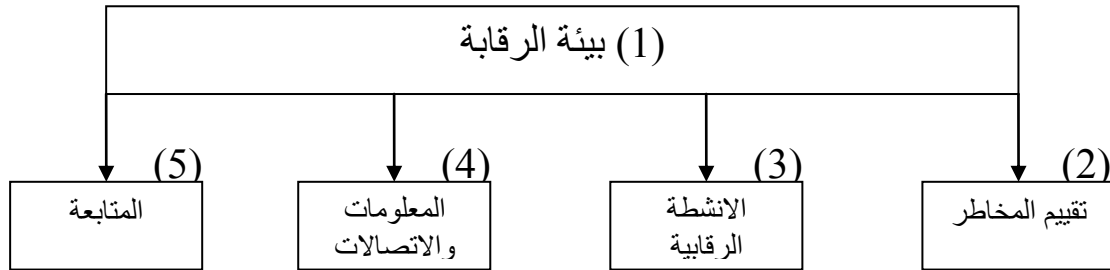 (1) بيئة الرقابة
(2)
تقييم المخاطر
(3)
الانشطة
الرقابية
(4)
المعلومات
والاتصالات
(5)
المتابعة